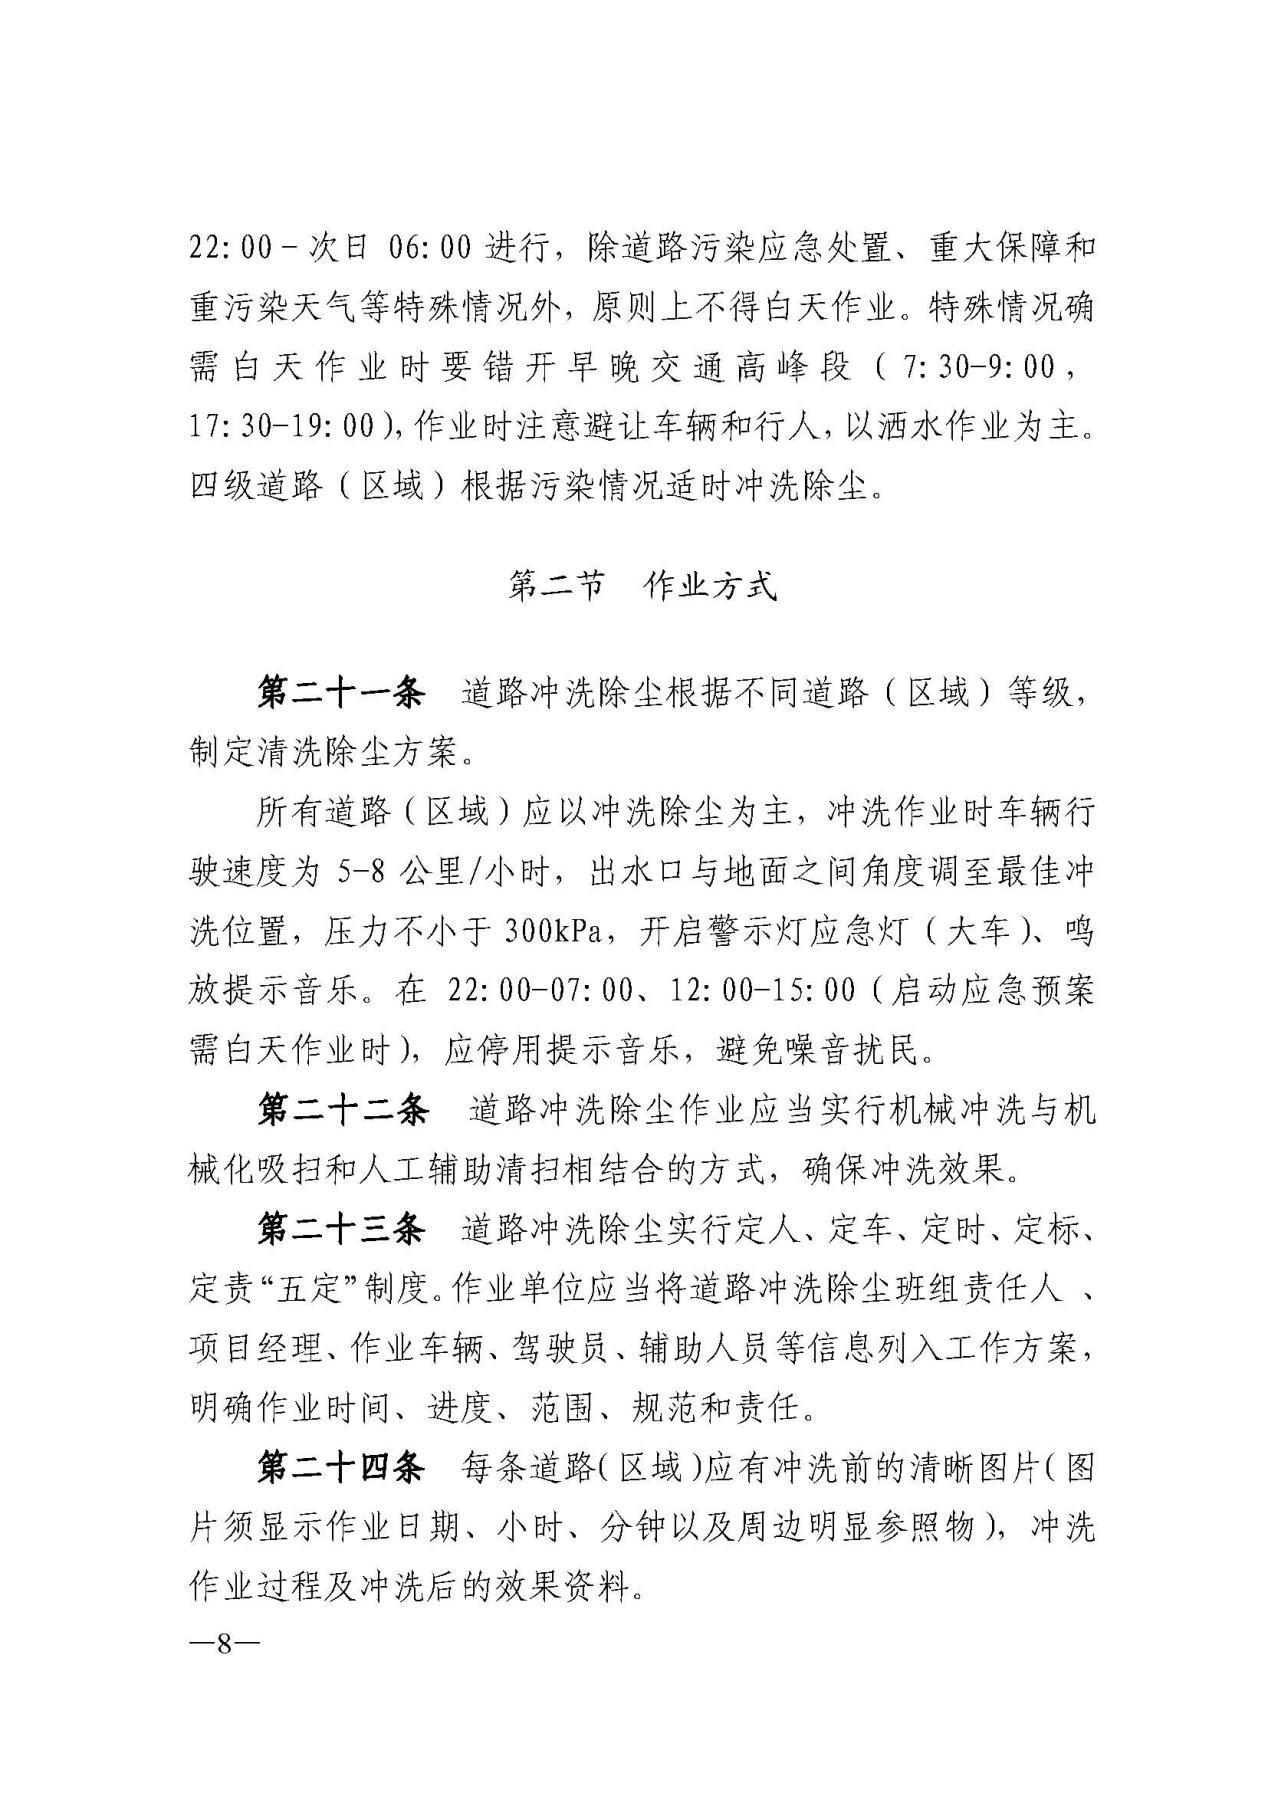 22:00-次日 06:00 进行，除道路污染应急处置、重大保障和
重污染天气等特殊情况外，原则上不得白天作业。特殊情况确
需白天作业时要错开早晚交通高峰段（7:30-9:00，
17:30-19:00），作业时注意避让车辆和行人，以洒水作业为主。
四级道路（区域）根据污染情况适时冲洗除尘。
第二节　作业方式
第二十一条　道路冲洗除尘根据不同道路（区域）等级，
制定清洗除尘方案。
所有道路（区域）应以冲洗除尘为主，冲洗作业时车辆行
驶速度为 5-8 公里/小时，出水口与地面之间角度调至最佳冲
洗位置，压力不小于 300kPa，开启警示灯应急灯（大车）、鸣
放提示音乐。在 22:00-07:00、12:00-15:00（启动应急预案
需白天作业时），应停用提示音乐，避免噪音扰民。
第二十二条　道路冲洗除尘作业应当实行机械冲洗与机
械化吸扫和人工辅助清扫相结合的方式，确保冲洗效果。
第二十三条　道路冲洗除尘实行定人、定车、定时、定标、
定责“五定”制度。作业单位应当将道路冲洗除尘班组责任人 、
项目经理、作业车辆、驾驶员、辅助人员等信息列入工作方案，
明确作业时间、进度、范围、规范和责任。
第二十四条　每条道路（区域）应有冲洗前的清晰图片（图
片须显示作业日期、小时、分钟以及周边明显参照物），冲洗
作业过程及冲洗后的效果资料。
—8—